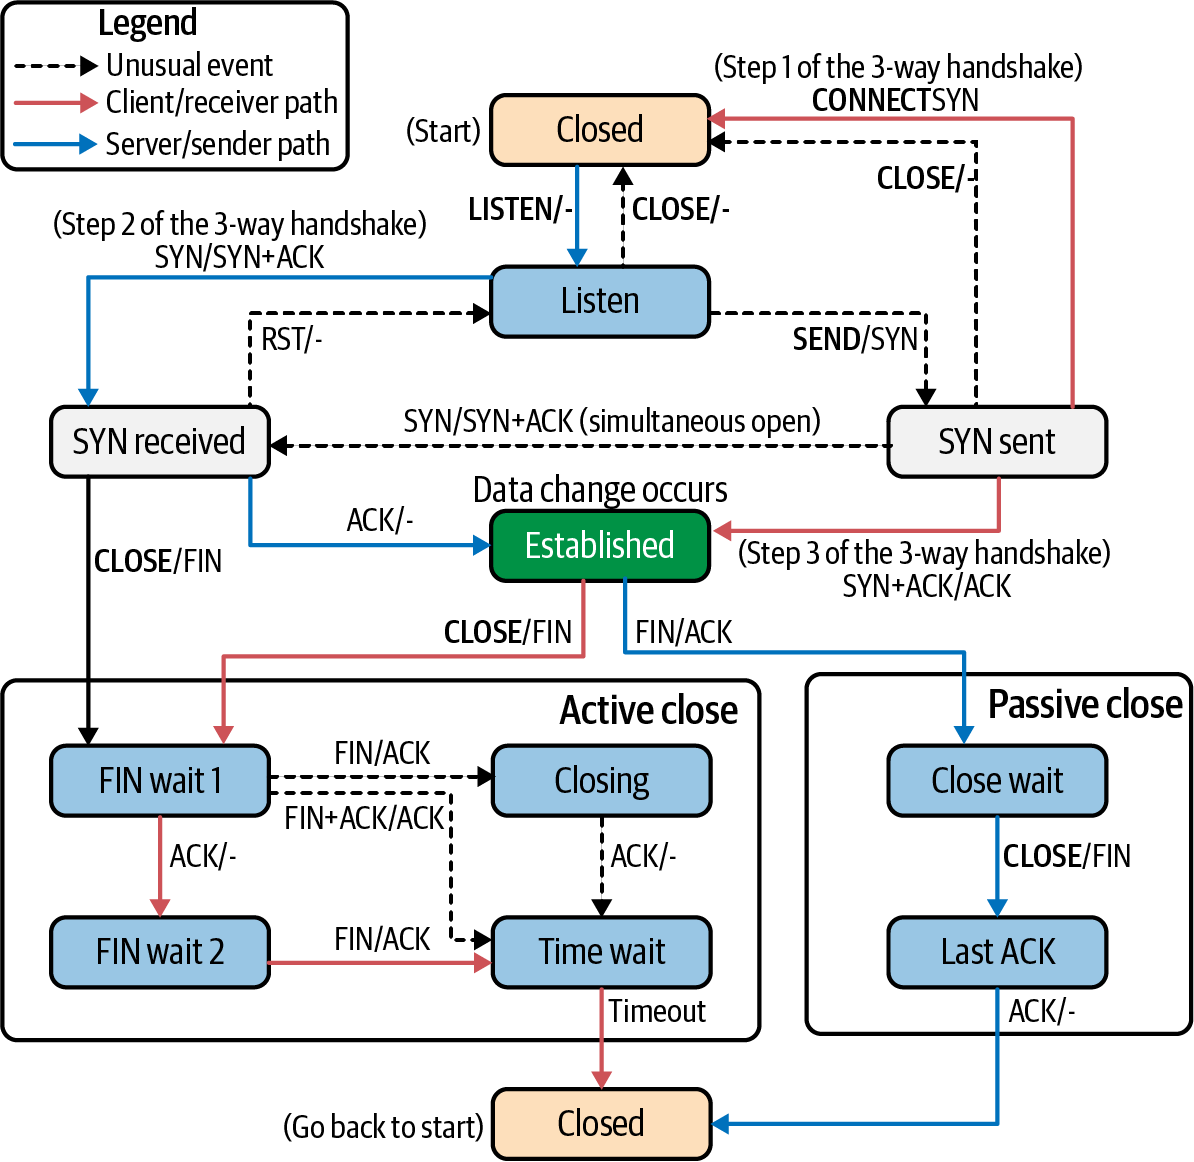 Legend
Unusual event
Client/receiver path
Server/sender path
(Step 1 of the 3-way handshake)
CONNECTSYN
(Start)
Closed
CLOSE/-
LISTEN/-
CLOSE/-
(Step 2 of the 3-way handshake)
SYN/SYN+ACK
Listen
RST/-
SEND/SYN
SYN/SYN+ACK (simultaneous open)
SYN received
SYN sent
Data change occurs
ACK/-
Established
(Step 3 of the 3-way handshake)
SYN+ACK/ACK
CLOSE/FIN
CLOSE/FIN
FIN/ACK
Active close
Passive close
FIN wait 1
FIN/ACK
Closing
Close wait
FIN+ACK/ACK
ACK/-
ACK/-
CLOSE/FIN
FIN wait 2
FIN/ACK
Time wait
Last ACK
Timeout
ACK/-
(Go back to start)
Closed